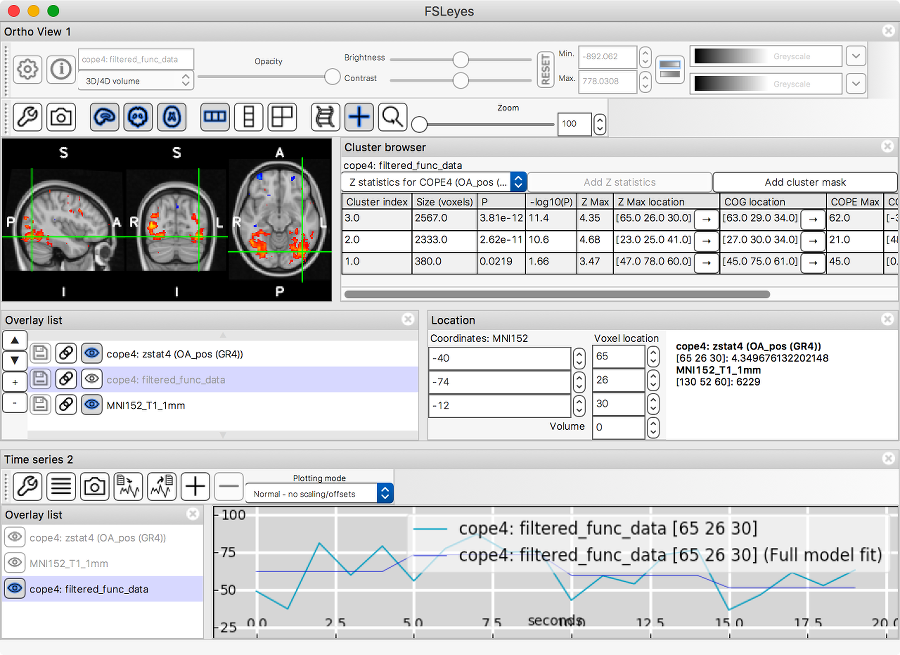 FSLeyes
Ortho View 1
cope4: filtered_func_data
3D/4D volume
Opacity
Brightness
Contrast
RESET
Min.
-892.062
Max.
778.0308
Greyscale
Greyscale
Zoom
100
S S A
P A R L R L
I I P
Cluster browser
cope4: filtered_func_data
Z statistics for COPE4 (OA_pos (... Add Z statistics Add cluster mask
Cluster index Size (voxels) P -log10(P) Z Max Z Max location COG location COPE Max CO
3.0 2567.0 3.81e-12 11.4 4.35 [65.0 26.0 30.0] → [63.0 29.0 34.0] → 62.0 [-3
2.0 2333.0 2.62e-11 10.6 4.68 [23.0 25.0 41.0] → [27.0 30.0 34.0] → 21.0 [48
1.0 380.0 0.0219 1.66 3.47 [47.0 78.0 60.0] → [45.0 75.0 61.0] → 45.0 [0.
Overlay list
cope4: zstat4 (OA_pos (GR4))
cope4: filtered_func_data
MNI152_T1_1mm
+
-
Location
Coordinates: MNI152 Voxel location
-40 65
-74 26
-12 30
Volume 0
cope4: zstat4 (OA_pos (GR4))
[65 26 30]: 4.349676132202148
MNI152_T1_1mm
[130 52 60]: 6229
Time series 2
Plotting mode
Normal - no scaling/offsets
Overlay list
cope4: zstat4 (OA_pos (GR4))
MNI152_T1_1mm
cope4: filtered_func_data
100
75
50
25
cope4: filtered_func_data [65 26 30]
cope4: filtered_func_data [65 26 30] (Full model fit)
0.0 2.5 5.0 7.5 10.0 12.5 15.0 17.5 20.0
seconds